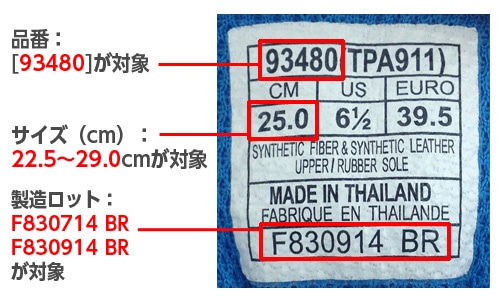 品番：
[93480]が対象
サイズ（cm）：
22.5～29.0cmが対象
製造ロット：
F830714 BR
F830914 BR
が対象
93480(TPA911)
CM US EURO
25.0 6½ 39.5
SYNTHETIC FIBER & SYNTHETIC LEATHER
UPPER / RUBBER SOLE
MADE IN THAILAND
FABRIQUE EN THAILANDE
F830914 BR